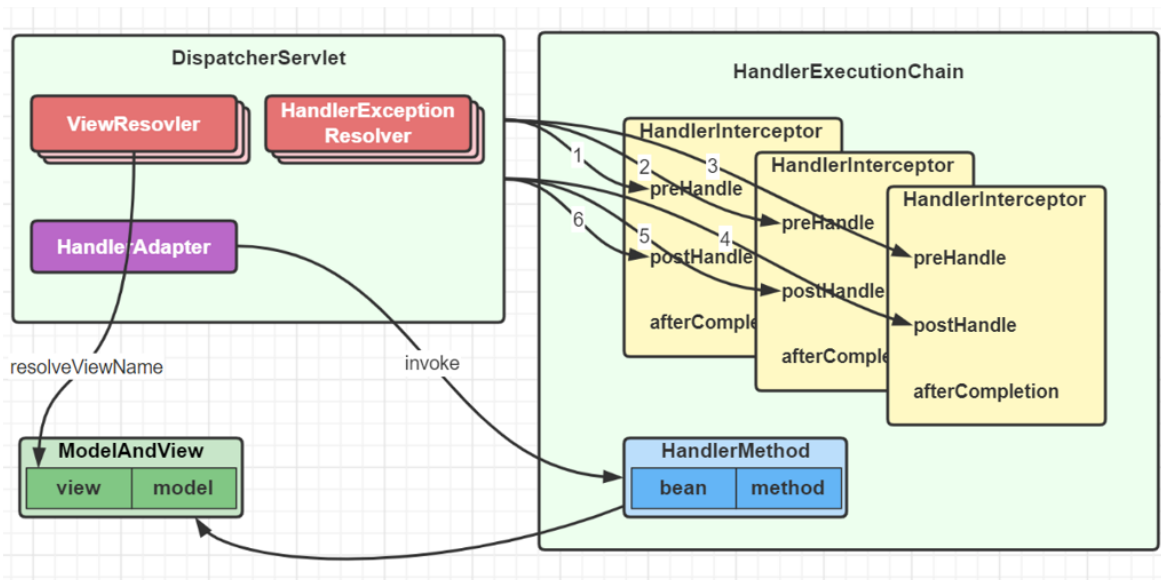 DispatcherServlet
ViewResovler
HandlerException
Resolver
HandlerAdapter
resolveViewName
invoke
ModelAndView
view model
HandlerExecutionChain
HandlerInterceptor
preHandle
postHandle
afterComple
HandlerInterceptor
preHandle
postHandle
afterComple
HandlerInterceptor
preHandle
postHandle
afterCompletion
1
2
3
4
5
6
HandlerMethod
bean method